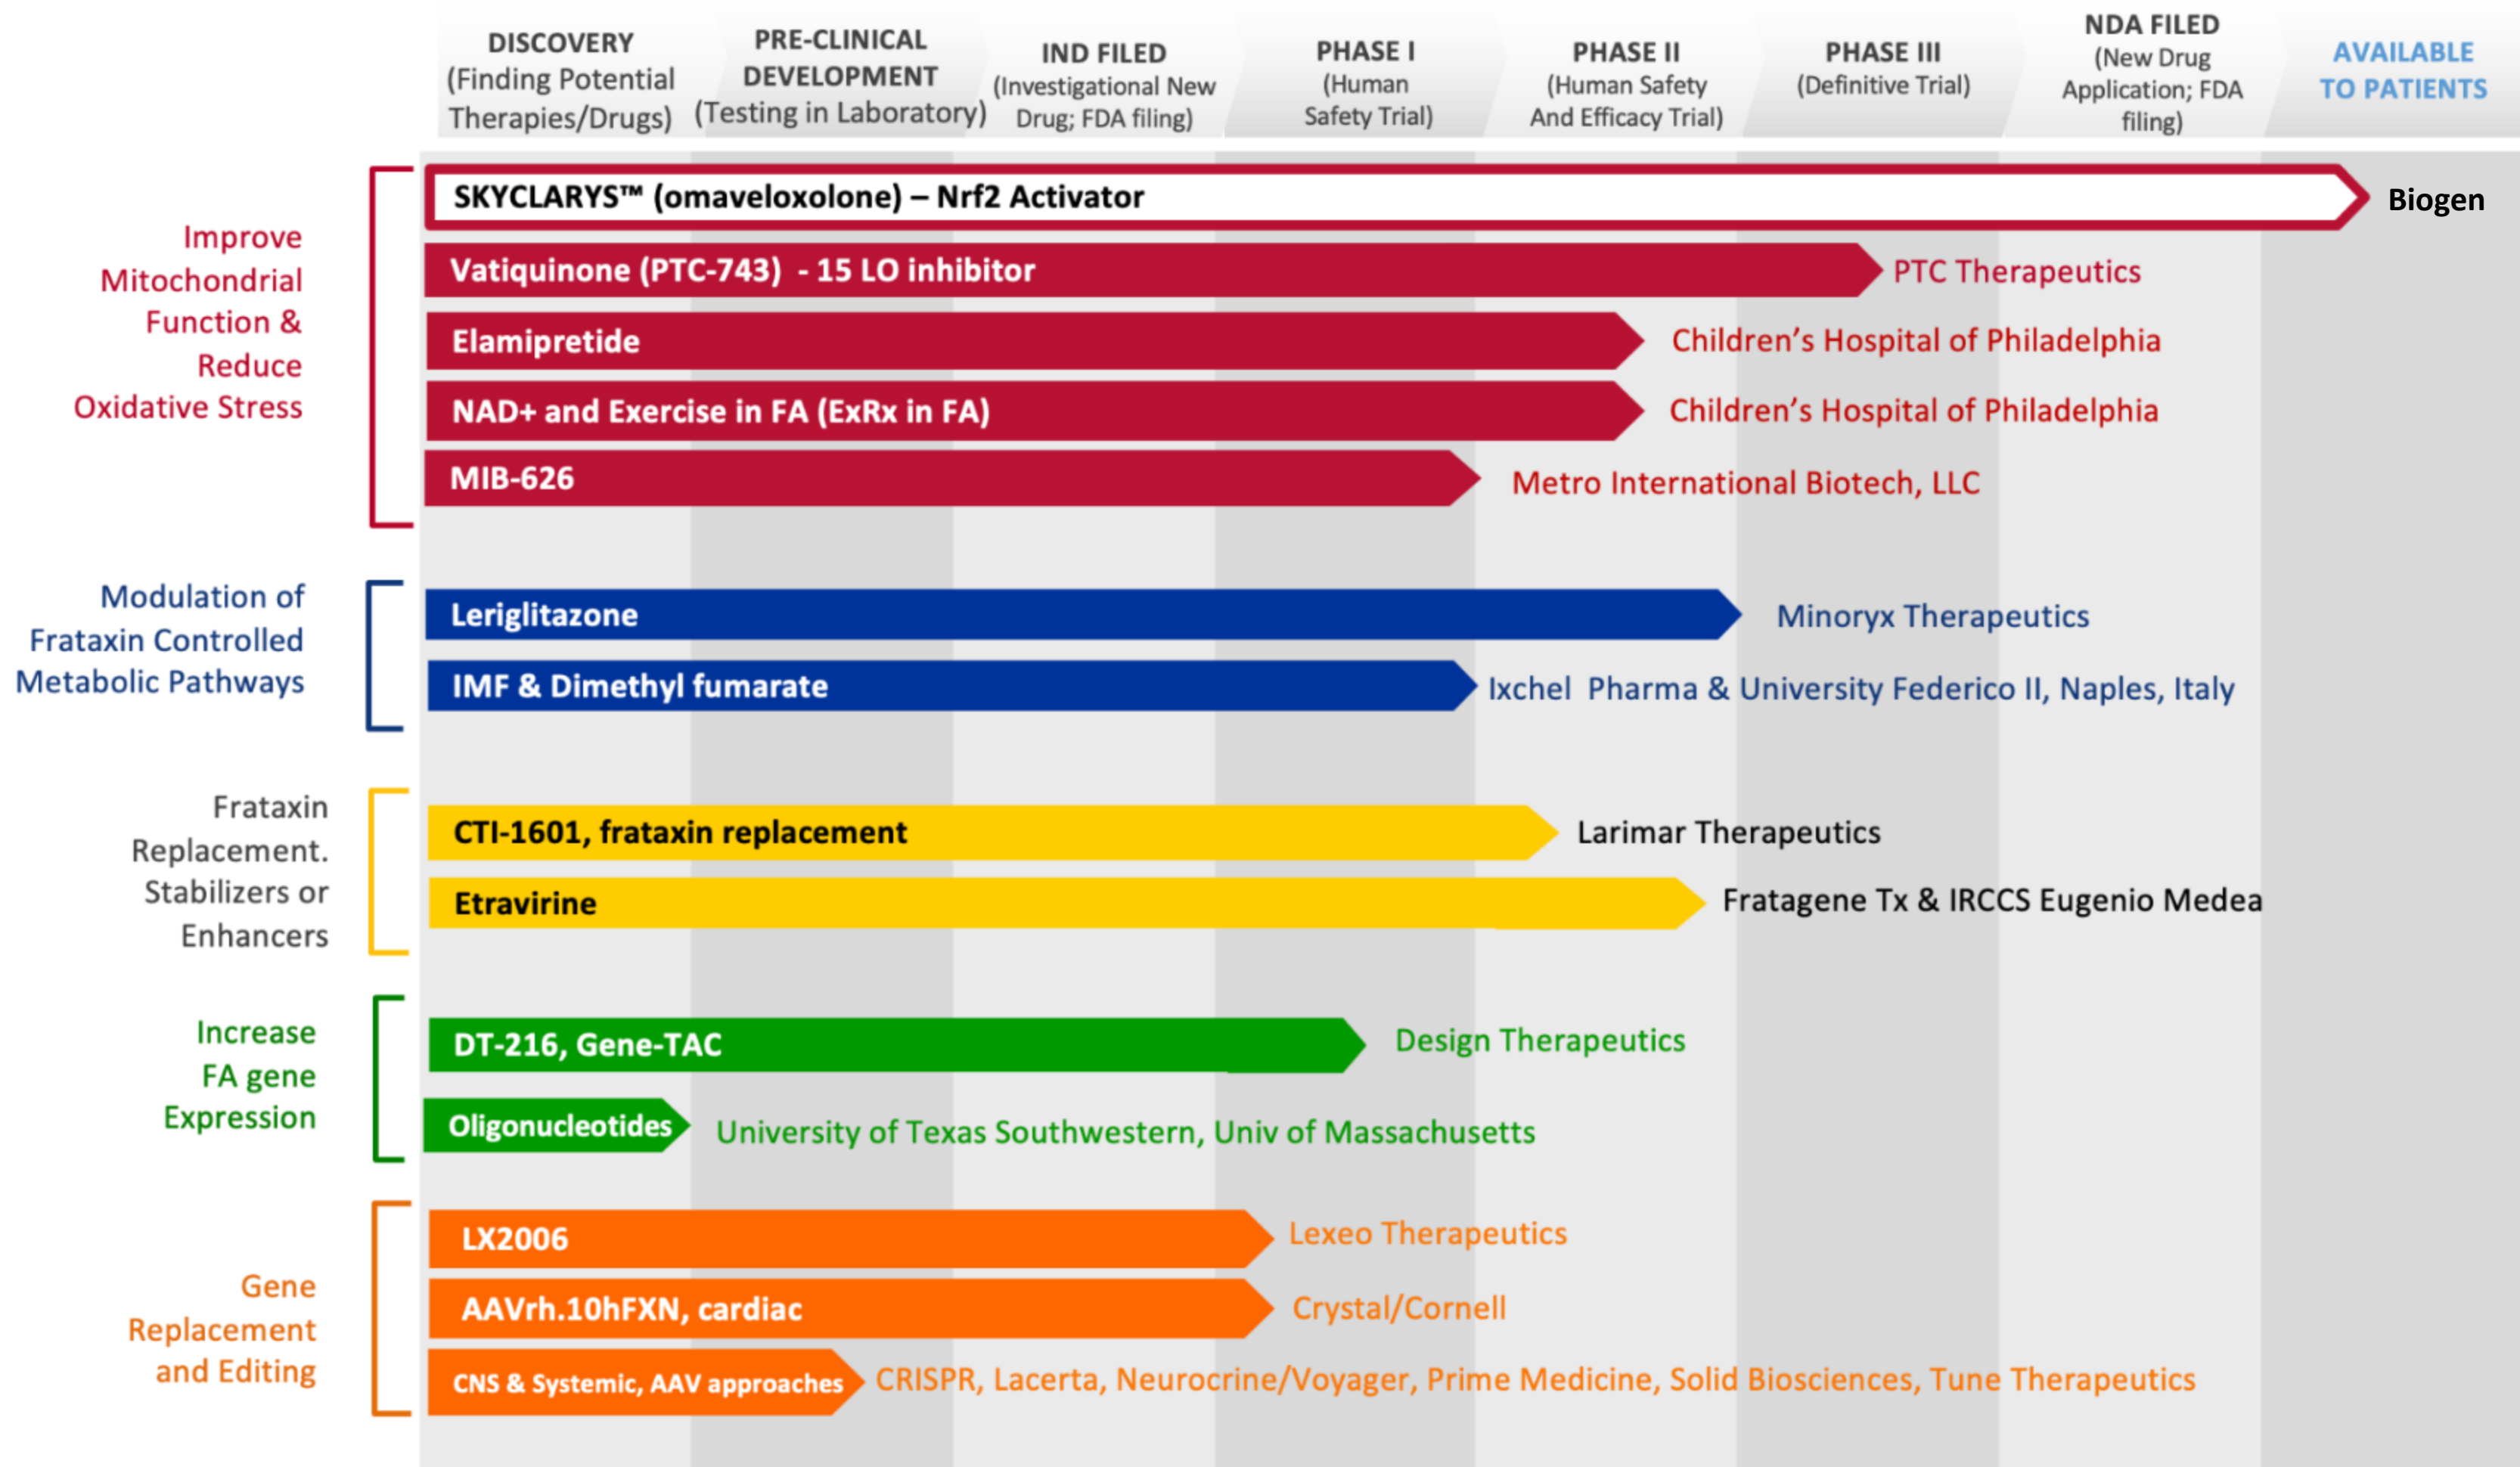 DISCOVERY
(Finding Potential
Therapies/Drugs)
PRE-CLINICAL
DEVELOPMENT
(Testing in Laboratory)
IND FILED
(Investigational New
Drug; FDA filing)
PHASE I
(Human
Safety Trial)
PHASE II
(Human Safety
And Efficacy Trial)
PHASE III
(Definitive Trial)
NDA FILED
(New Drug
Application; FDA
filing)
AVAILABLE
TO PATIENTS
Improve
Mitochondrial
Function &
Reduce
Oxidative Stress
SKYCLARYS™ (omaveloxolone) – Nrf2 Activator
Biogen
Vatiquinone (PTC-743)  - 15 LO inhibitor
PTC Therapeutics
Elamipretide
Children’s Hospital of Philadelphia
NAD+ and Exercise in FA (ExRx in FA)
Children’s Hospital of Philadelphia
MIB-626
Metro International Biotech, LLC
Modulation of
Frataxin Controlled
Metabolic Pathways
Leriglitazone
Minoryx Therapeutics
IMF & Dimethyl fumarate
Ixchel  Pharma & University Federico II, Naples, Italy
Frataxin
Replacement.
Stabilizers or
Enhancers
CTI-1601, frataxin replacement
Larimar Therapeutics
Etravirine
Fratagene Tx & IRCCS Eugenio Medea
Increase
FA gene
Expression
DT-216, Gene-TAC
Design Therapeutics
Oligonucleotides
University of Texas Southwestern, Univ of Massachusetts
Gene
Replacement
and Editing
LX2006
Lexeo Therapeutics
AAVrh.10hFXN, cardiac
Crystal/Cornell
CNS & Systemic, AAV approaches
CRISPR, Lacerta, Neurocrine/Voyager, Prime Medicine, Solid Biosciences, Tune Therapeutics